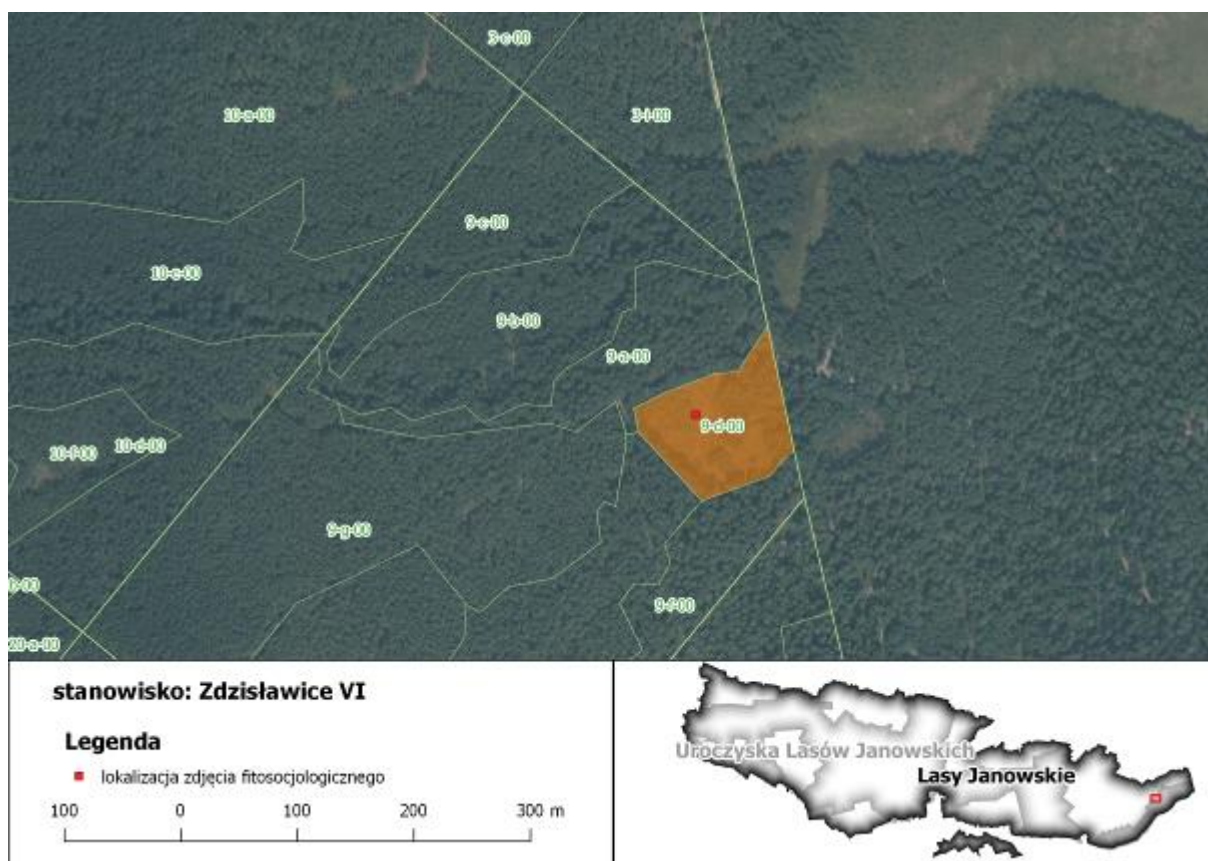 3-c-00
10-a-00
3-i-00
9-c-00
10-c-00
9-b-00
9-a-00
9-d-00
10-f-00
10-d-00
9-g-00
b-00
9-f-00
20-a-00
stanowisko: Zdzisławice VI
Legenda
lokalizacja zdjęcia fitosocjologicznego
100 0 100 200 300 m
Uroczyska Lasów Janowskich
Lasy Janowskie